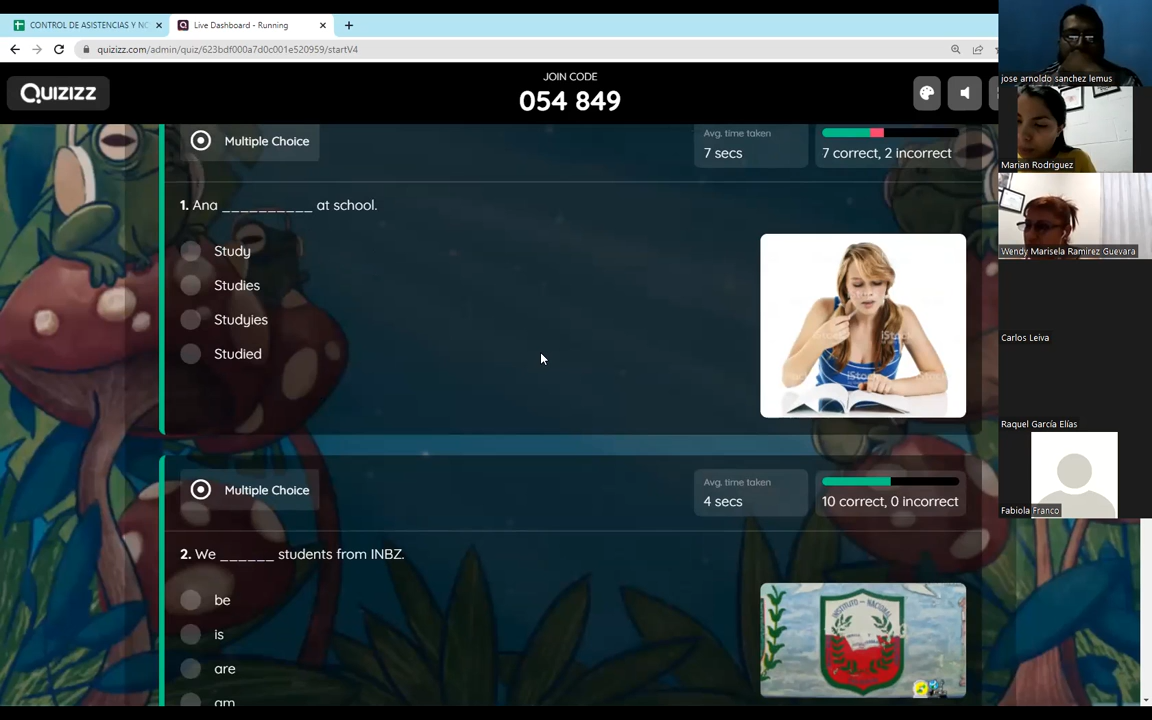 CONTROL DE ASISTENCIAS Y NO
Live Dashboard - Running
quizizz.com/admin/quiz/623bdf000a7d0c001e520959/startV4
Quizizz
JOIN CODE
054 849
Multiple Choice
Avg. time taken
7 secs
7 correct, 2 incorrect
1. Ana __________ at school.
Study
Studies
Studyies
Studied
iStock
Multiple Choice
Avg. time taken
4 secs
10 correct, 0 incorrect
2. We ______ students from INBZ.
be
is
are
am
INSTITUTO NACIONAL
jose arnoldo sanchez lemus
Marian Rodriguez
Wendy Marisela Ramirez Guevara
Carlos Leiva
Raquel García Elías
Fabiola Franco